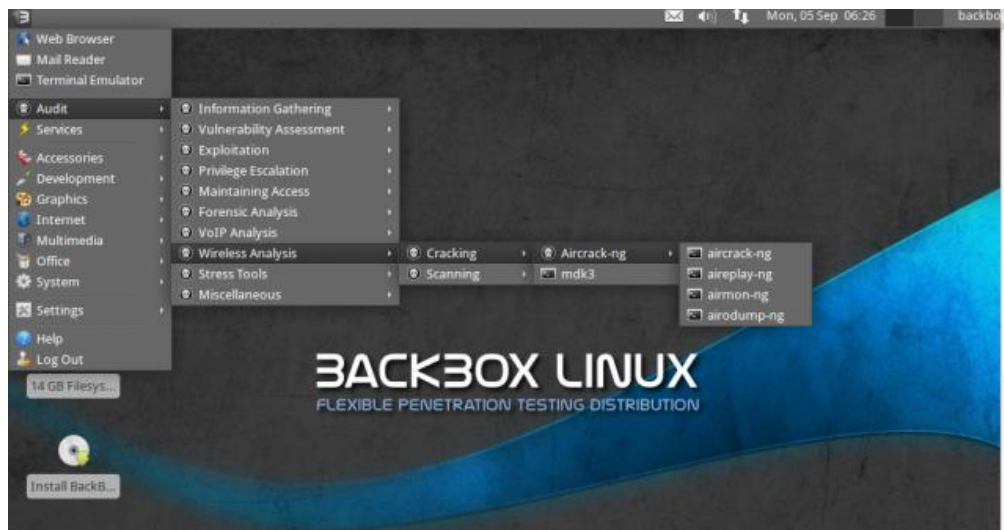 Mon, 05 Sep 06:26
Web Browser
Mail Reader
Terminal Emulator
Audit
Services
Accessories
Development
Graphics
Internet
Multimedia
Office
System
Settings
Help
Log Out
Information Gathering
Vulnerability Assessment
Exploitation
Privilege Escalation
Maintaining Access
Forensic Analysis
VoIP Analysis
Wireless Analysis
Stress Tools
Miscellaneous
Cracking
Scanning
Aircrack-ng
mdk3
aircrack-ng
aireplay-ng
airmon-ng
airodump-ng
BACKBOX LINUX
FLEXIBLE PENETRATION TESTING DISTRIBUTION
14 GB Filesys...
Install BackB...